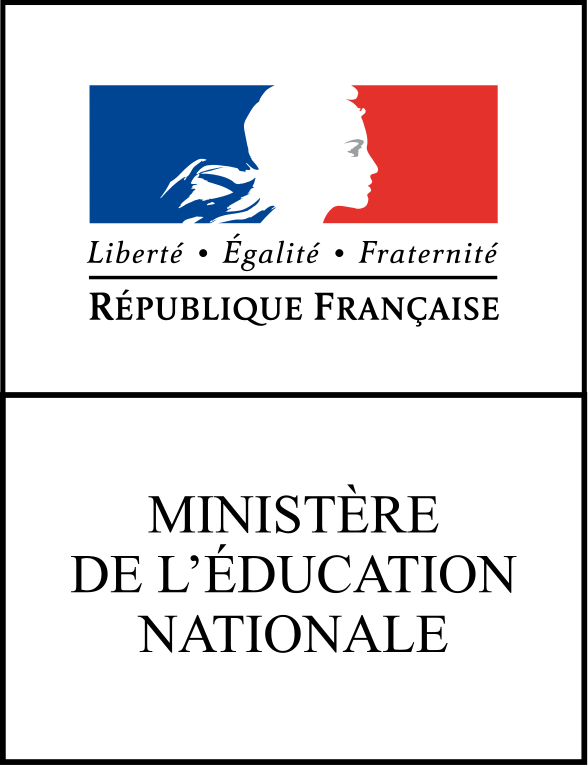 Liberté • Égalité • Fraternité
RÉPUBLIQUE FRANÇAISE
MINISTÈRE
DE L’ÉDUCATION
NATIONALE